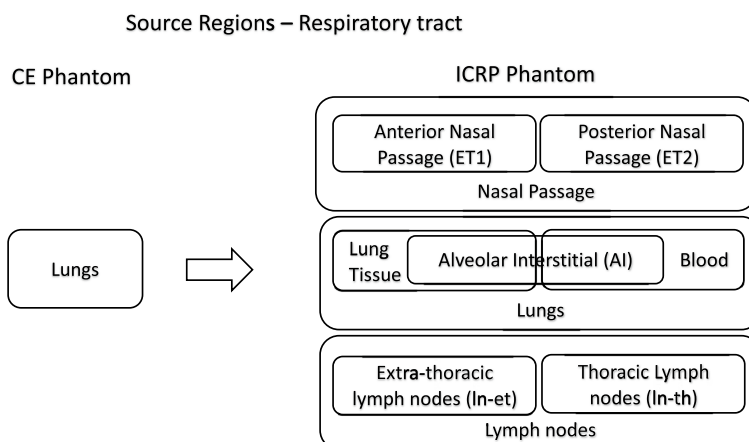 Source Regions – Respiratory tract
CE Phantom
ICRP Phantom
Anterior Nasal
Passage (ET1)
Posterior Nasal
Passage (ET2)
Nasal Passage
Lungs
Lung
Tissue
Alveolar Interstitial (AI)
Blood
Lungs
Extra-thoracic
lymph nodes (ln-et)
Thoracic Lymph
nodes (ln-th)
Lymph nodes